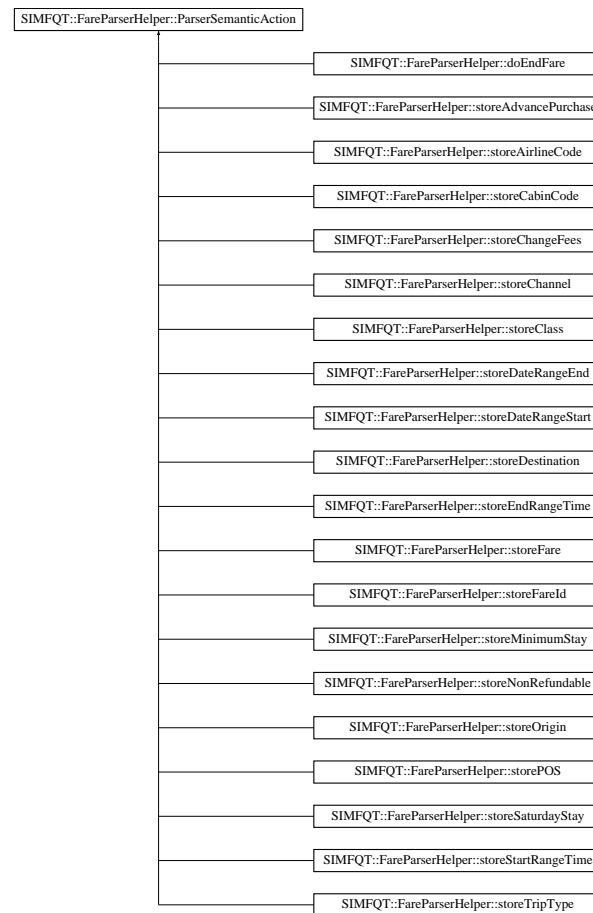 SIMFQT::FareParserHelper::ParserSemanticAction
SIMFQT::FareParserHelper::doEndFare
SIMFQT::FareParserHelper::storeAdvancePurchase
SIMFQT::FareParserHelper::storeAirlineCode
SIMFQT::FareParserHelper::storeCabinCode
SIMFQT::FareParserHelper::storeChangeFees
SIMFQT::FareParserHelper::storeChannel
SIMFQT::FareParserHelper::storeClass
SIMFQT::FareParserHelper::storeDateRangeEnd
SIMFQT::FareParserHelper::storeDateRangeStart
SIMFQT::FareParserHelper::storeDestination
SIMFQT::FareParserHelper::storeEndRangeTime
SIMFQT::FareParserHelper::storeFare
SIMFQT::FareParserHelper::storeFareId
SIMFQT::FareParserHelper::storeMinimumStay
SIMFQT::FareParserHelper::storeNonRefundable
SIMFQT::FareParserHelper::storeOrigin
SIMFQT::FareParserHelper::storePOS
SIMFQT::FareParserHelper::storeSaturdayStay
SIMFQT::FareParserHelper::storeStartRangeTime
SIMFQT::FareParserHelper::storeTripType